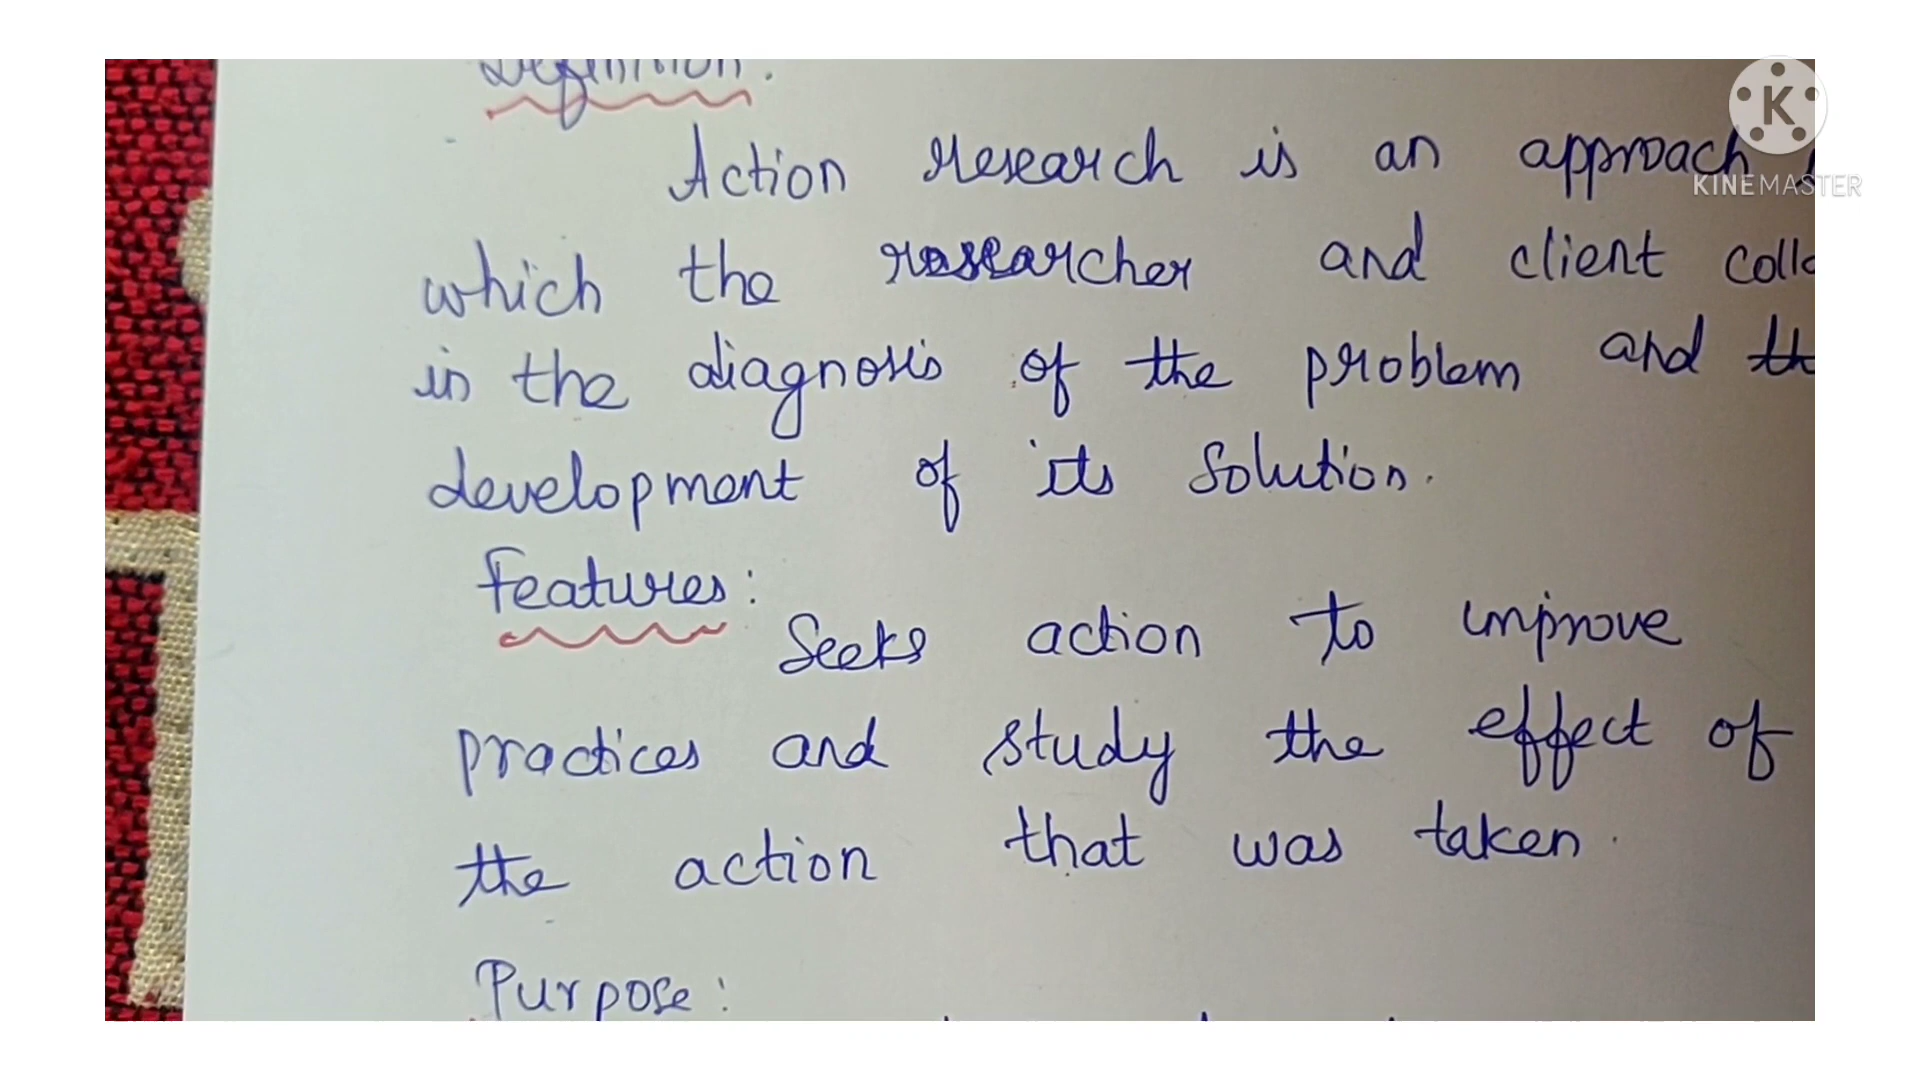 Definition.
Action research is an approach
which the researcher and client
in the diagnosis of the problem and
development of its solution.
Features:
Seeks action to improve
practices and study the effect of
the action that was taken.
Purpose:
KINEMASTER